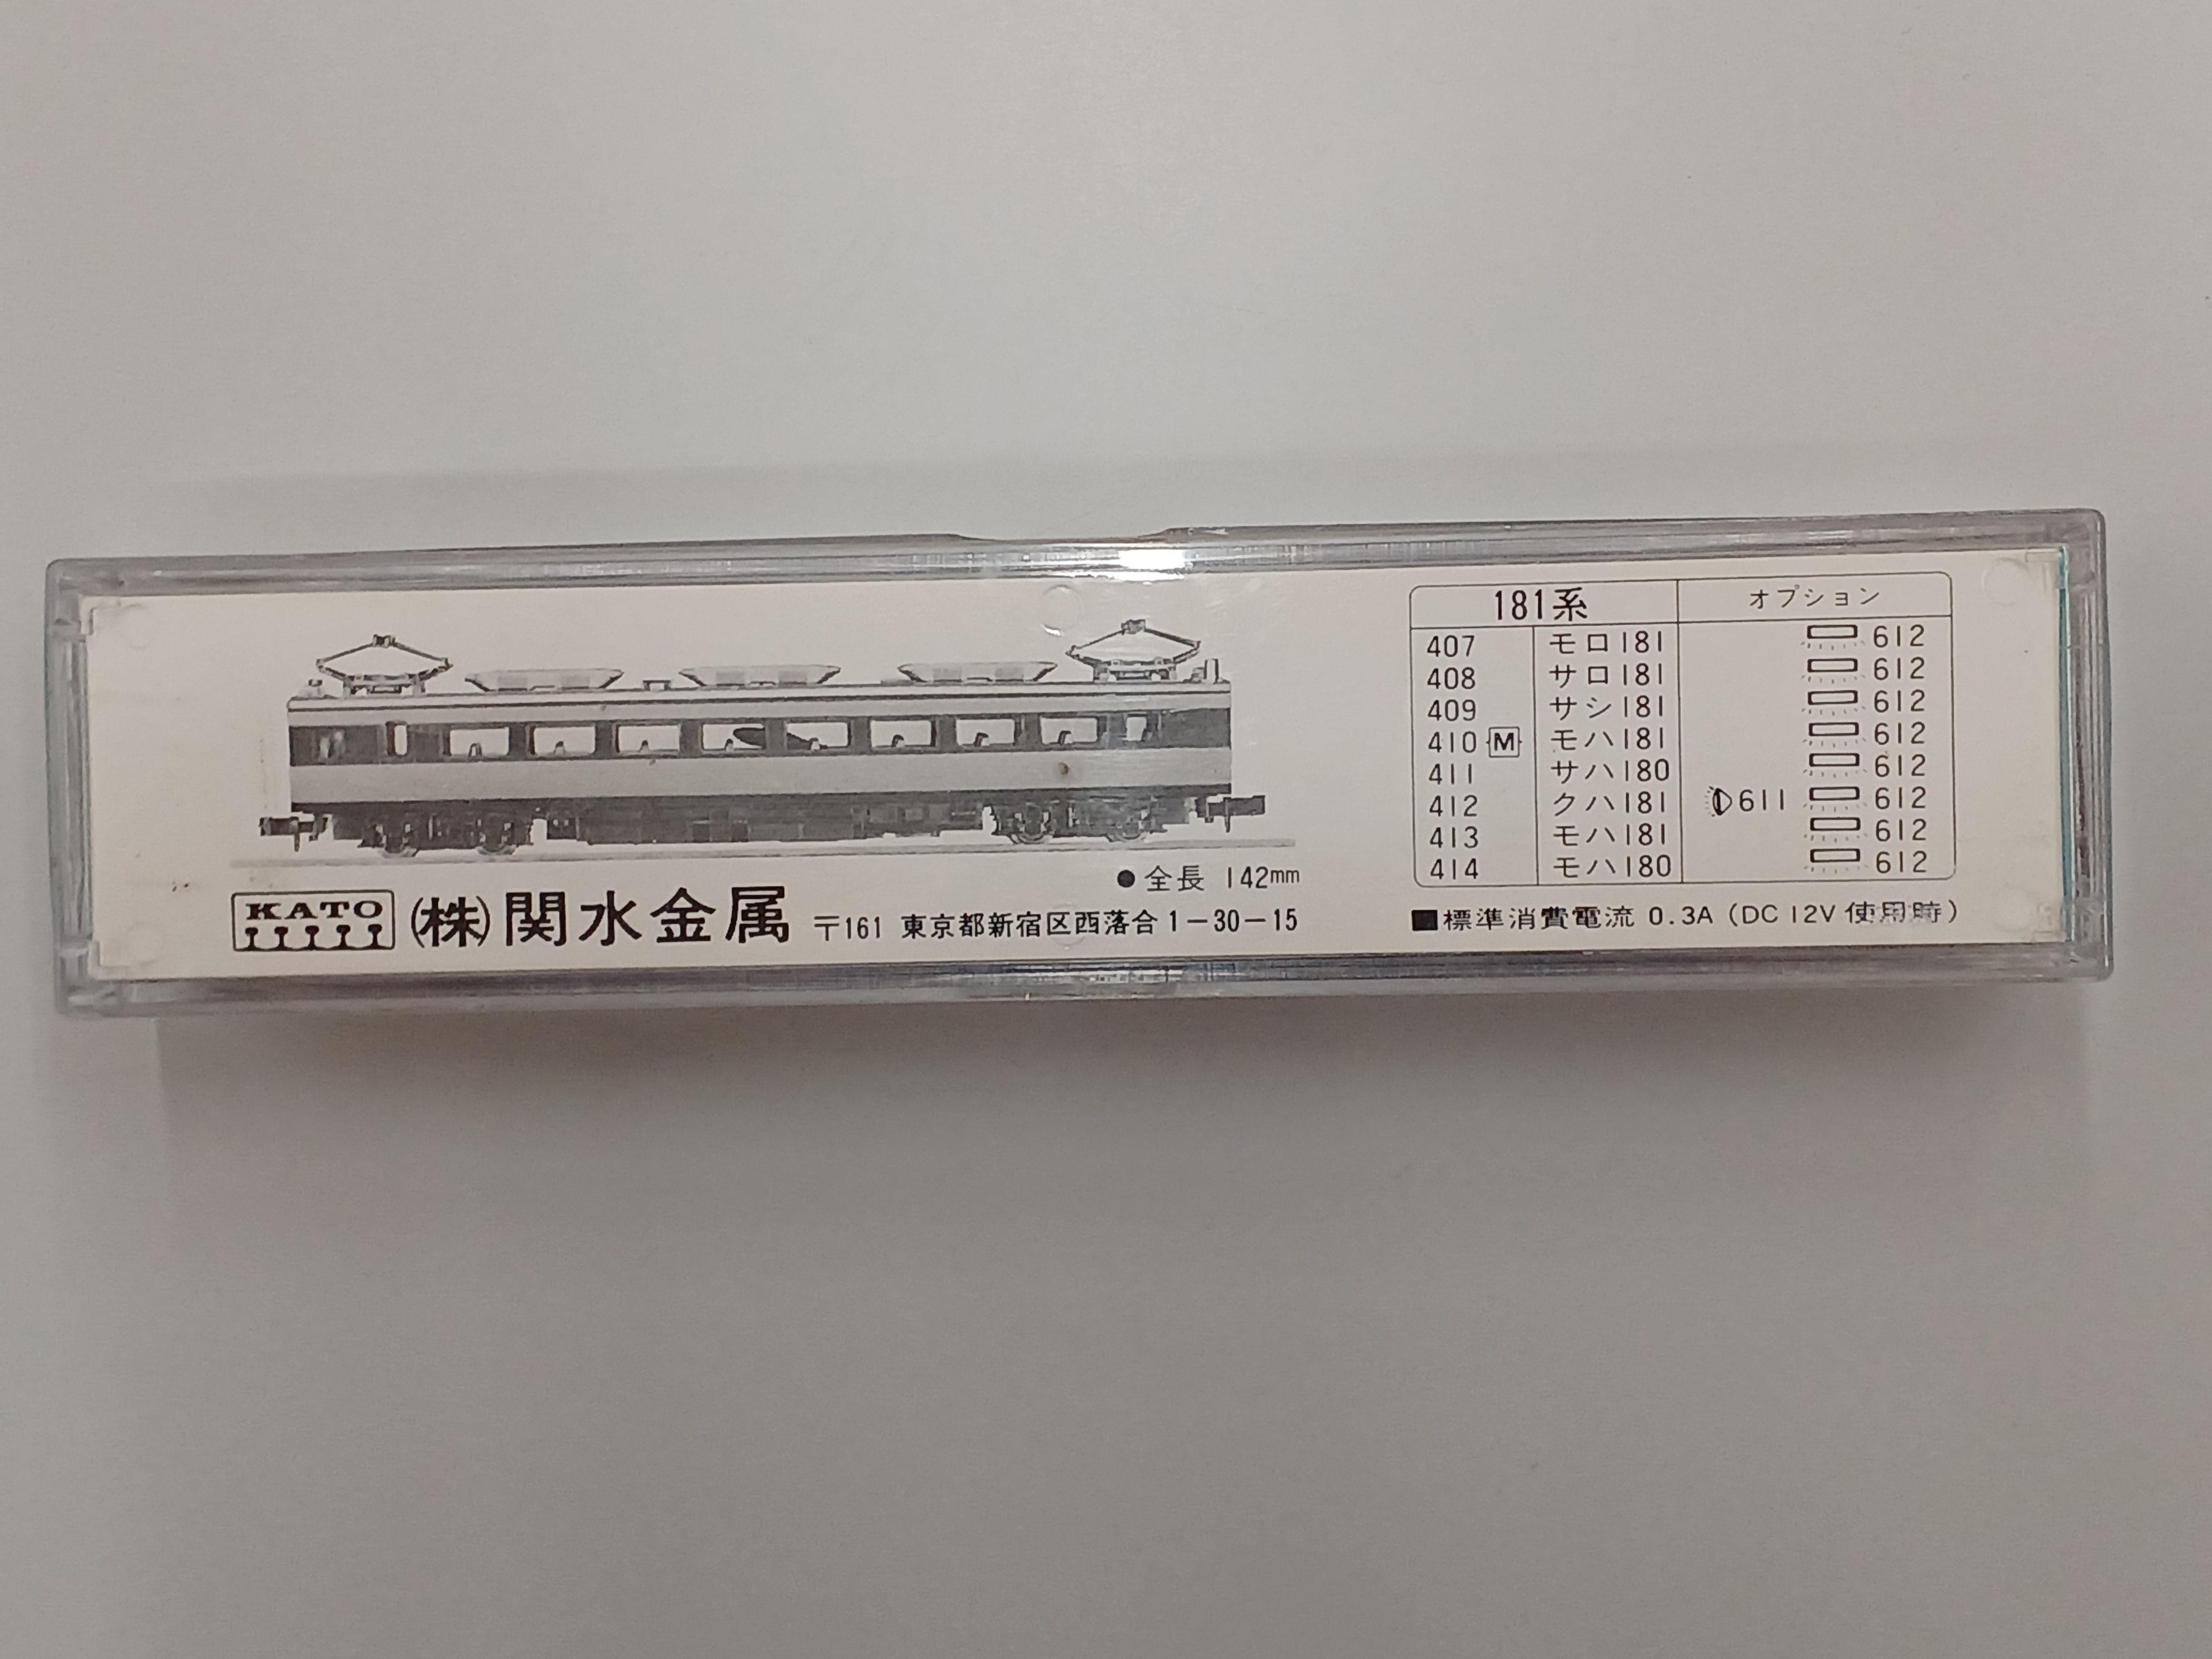 KATO (株)関水金属 〒161 東京都新宿区西落合1-30-15
●全長 142mm
181系 オプション
407 モロ181 612
408 サロ181 612
409 サシ181 612
410 M モハ181 612
411 サハ180 612
412 クハ181 611 612
413 モハ181 612
414 モハ180 612
■標準消費電流 0.3A (DC 12V 使用時)